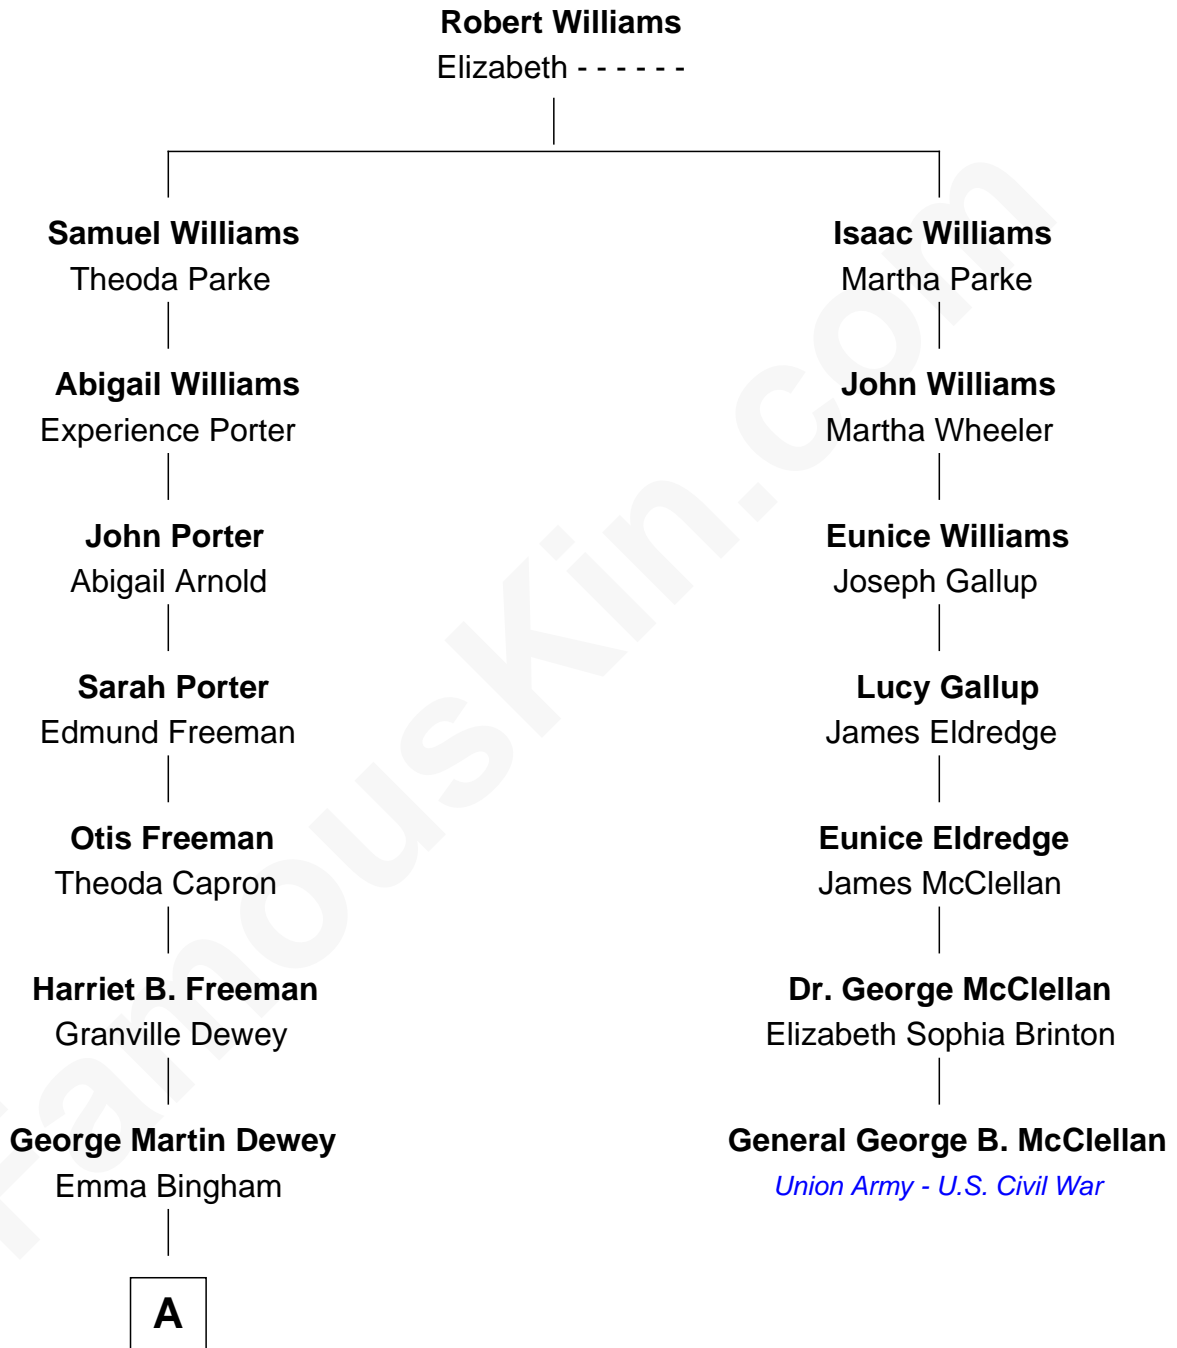 Robert Williams
Elizabeth - - - - - -
Samuel Williams
Theoda Parke
Isaac Williams
Martha Parke
Abigail Williams
Experience Porter
John Williams
Martha Wheeler
John Porter
Abigail Arnold
Eunice Williams
Joseph Gallup
Sarah Porter
Edmund Freeman
Lucy Gallup
James Eldredge
Otis Freeman
Theoda Capron
Eunice Eldredge
James McClellan
Harriet B. Freeman
Granville Dewey
Dr. George McClellan
Elizabeth Sophia Brinton
George Martin Dewey
Emma Bingham
General George B. McClellan
Union Army - U.S. Civil War
A
FamousKin.com